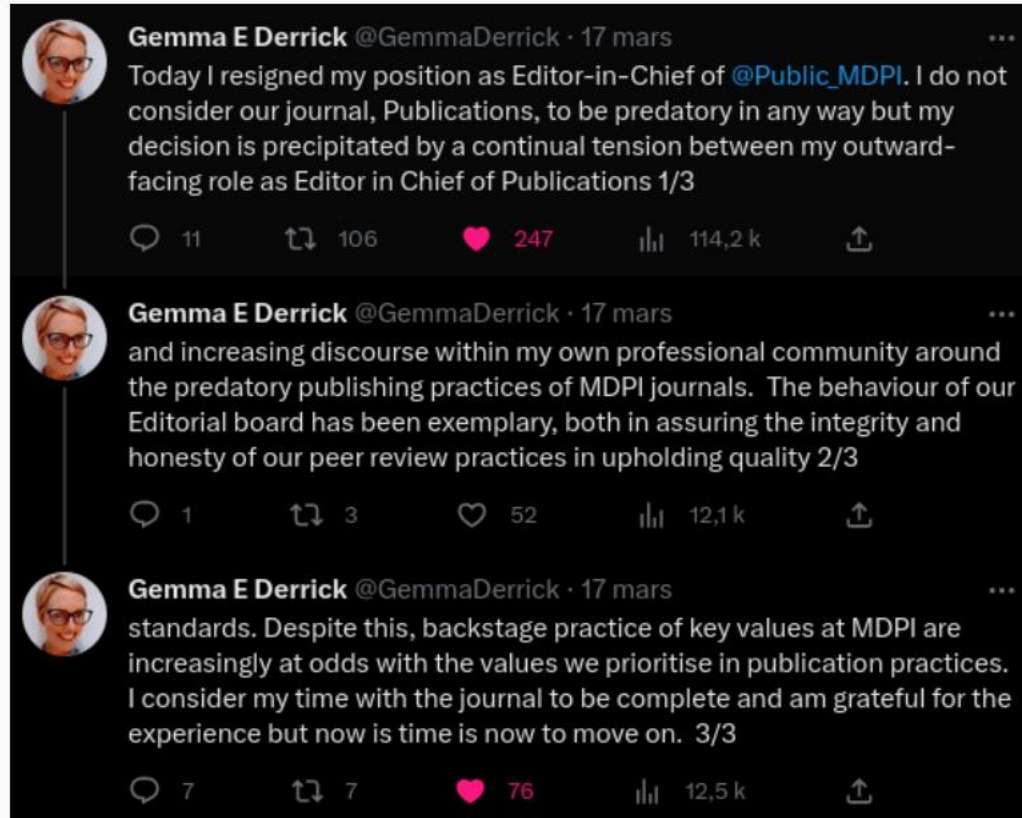 Gemma E Derrick @GemmaDerrick · 17 mars
Today I resigned my position as Editor-in-Chief of @Public_MDPI. I do not
consider our journal, Publications, to be predatory in any way but my
decision is precipitated by a continual tension between my outward-
facing role as Editor in Chief of Publications 1/3
11 106 247 114,2 k
Gemma E Derrick @GemmaDerrick · 17 mars
and increasing discourse within my own professional community around
the predatory publishing practices of MDPI journals. The behaviour of our
Editorial board has been exemplary, both in assuring the integrity and
honesty of our peer review practices in upholding quality 2/3
1 3 52 12,1 k
Gemma E Derrick @GemmaDerrick · 17 mars
standards. Despite this, backstage practice of key values at MDPI are
increasingly at odds with the values we prioritise in publication practices.
I consider my time with the journal to be complete and am grateful for the
experience but now is time is now to move on. 3/3
7 7 76 12,5 k